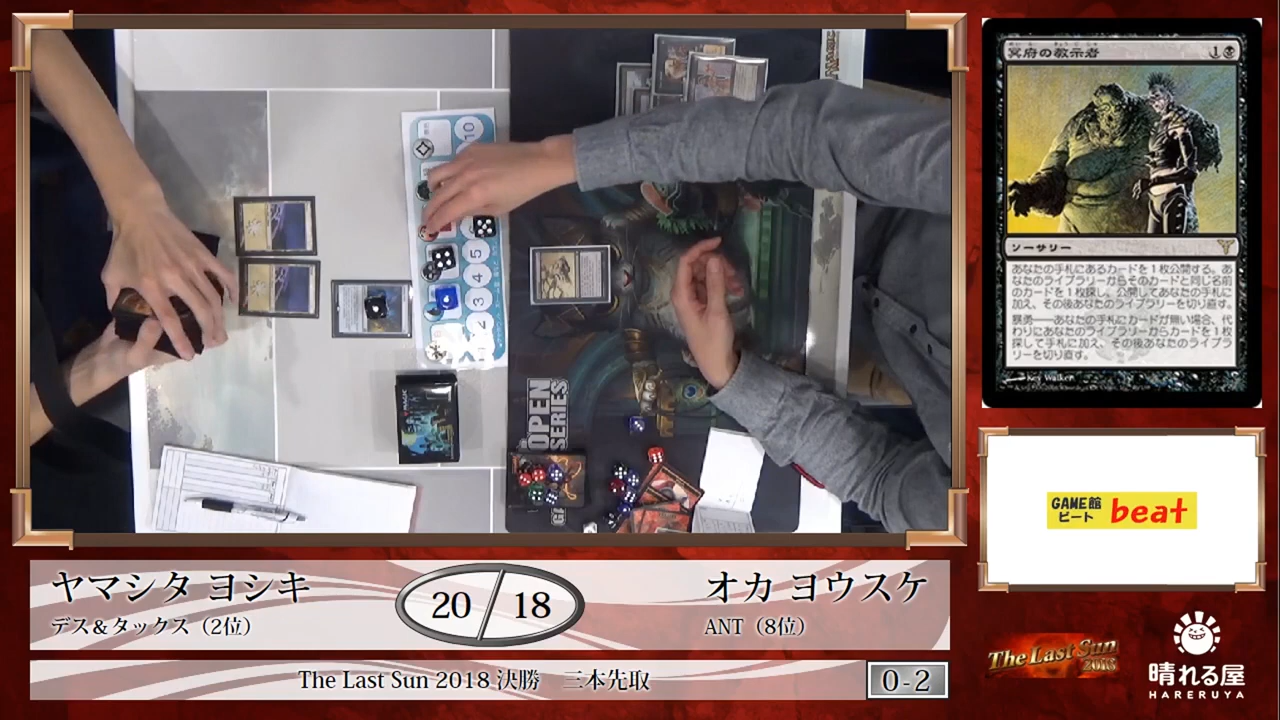 冥府の教示者 1
ソーサリー
あなたの手札にあるカードを1枚公開する。あ
なたのライブラリーからそのカードと同じ名前
のカードを1枚探し、公開してあなたの手札に
加え、その後あなたのライブラリーを切り直す。
暴勇――あなたの手札にカードが無い場合、代
わりにあなたのライブラリーからカードを1枚
探して手札に加え、その後あなたのライブラ
リーを切り直す。
Kev Walker
10
5
4
3
2
OPEN
SERIES
MAGIC
GAME館
ビート
beat
ヤマシタ ヨシキ
デス&タックス(2位)
20 / 18
オカ ヨウスケ
ANT(8位)
The Last Sun 2018 決勝 三本先取
0-2
The Last Sun
2018
晴れる屋
HARERUYA